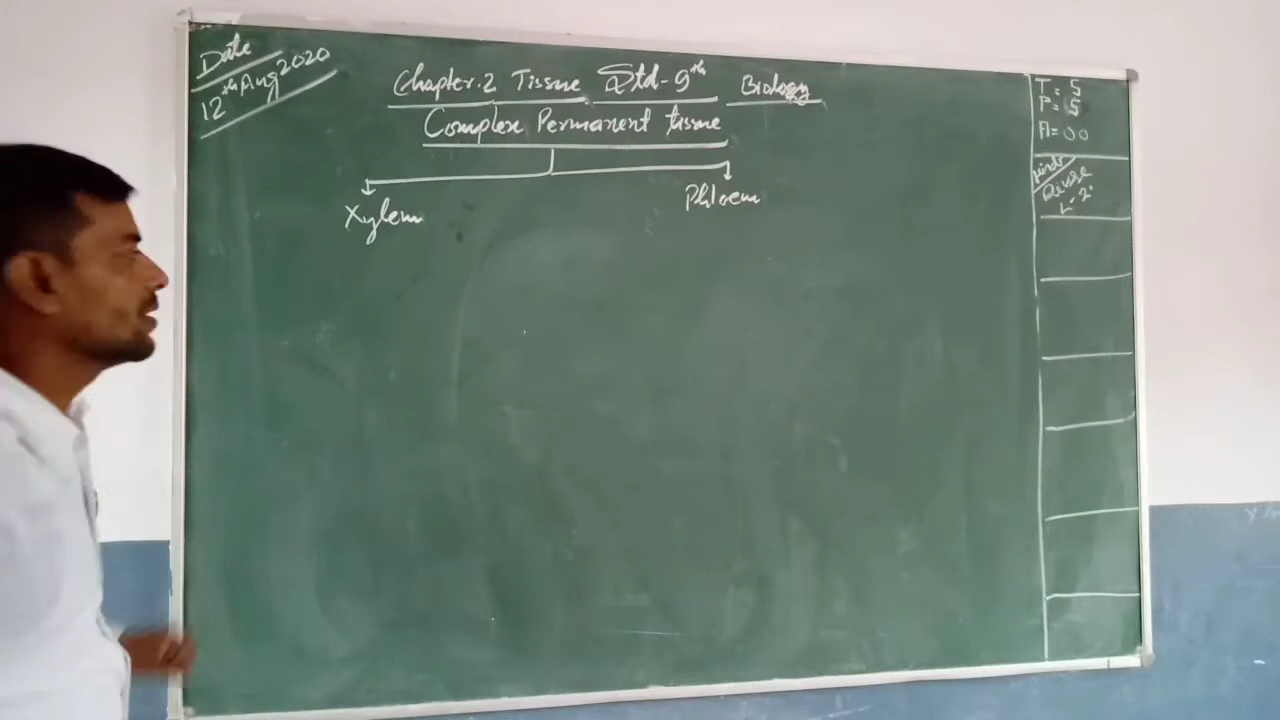 Date
12th Aug 2020
Chapter.2 Tissue Std-9th Biology
Complex Permanent tissue
Xylem
Phloem
T = 5
P = 5
A = 00
L-2